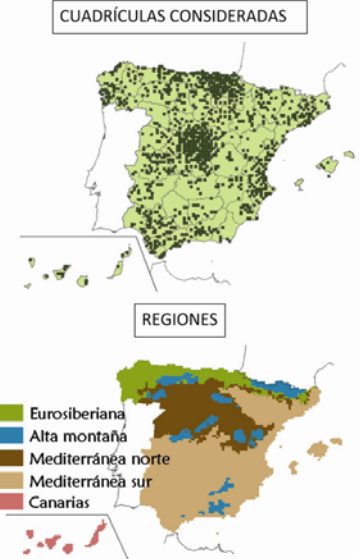 CUADRÍCULAS CONSIDERADAS
REGIONES
Eurosiberiana
Alta montaña
Mediterránea norte
Mediterránea sur
Canarias